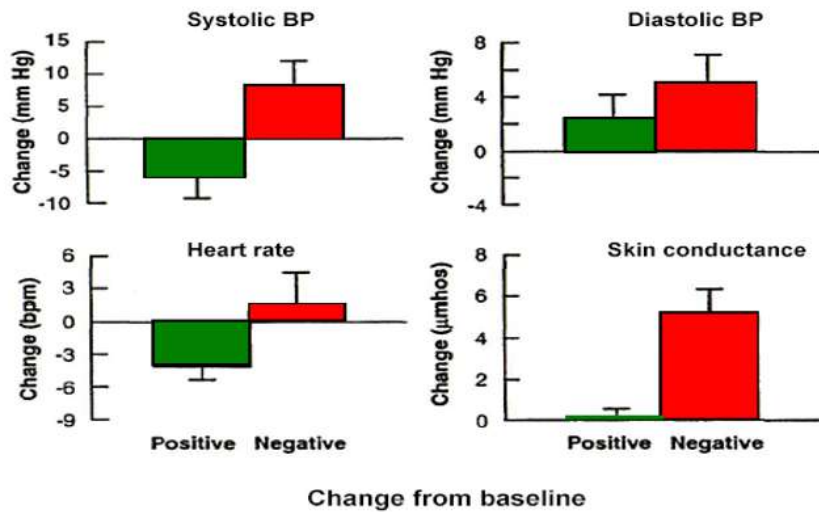 Systolic BP
Change (mm Hg)
15
10
5
0
-5
-10
Diastolic BP
Change (mm Hg)
8
4
0
-4
Heart rate
Change (bpm)
6
3
0
-3
-6
-9
Positive Negative
Skin conductance
Change (µmhos)
8
6
4
2
0
Positive Negative
Change from baseline